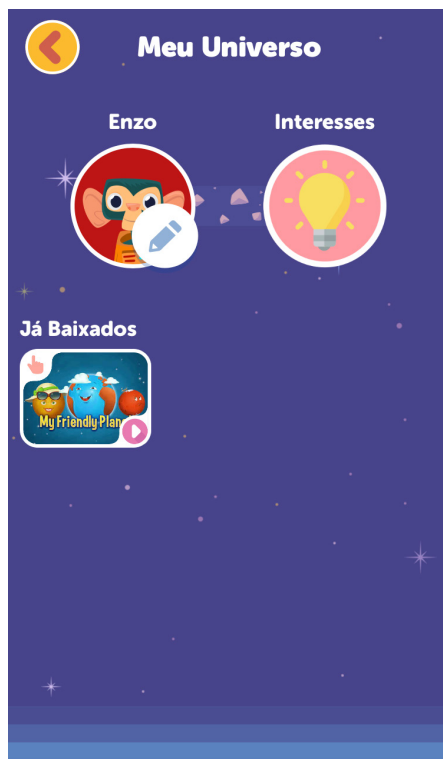 Meu Universo
Enzo
Interesses
Já Baixados
My Friendly Plan